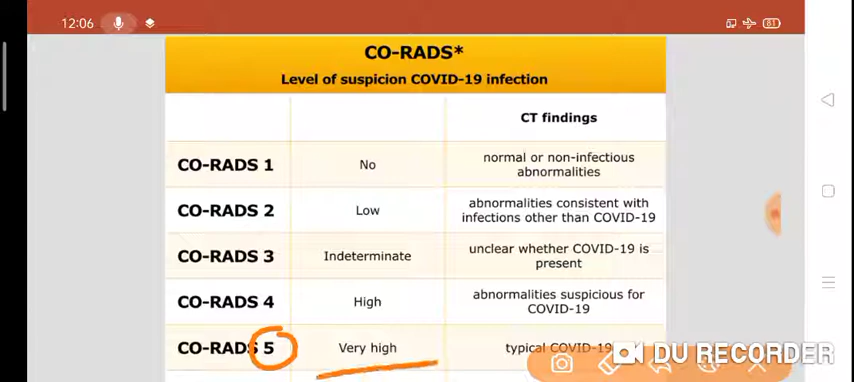 12:06
81
CO-RADS*
Level of suspicion COVID-19 infection
CT findings
CO-RADS 1
No
normal or non-infectious
abnormalities
CO-RADS 2
Low
abnormalities consistent with
infections other than COVID-19
CO-RADS 3
Indeterminate
unclear whether COVID-19 is
present
CO-RADS 4
High
abnormalities suspicious for
COVID-19
CO-RADS 5
Very high
typical COVID-19
DU RECORDER